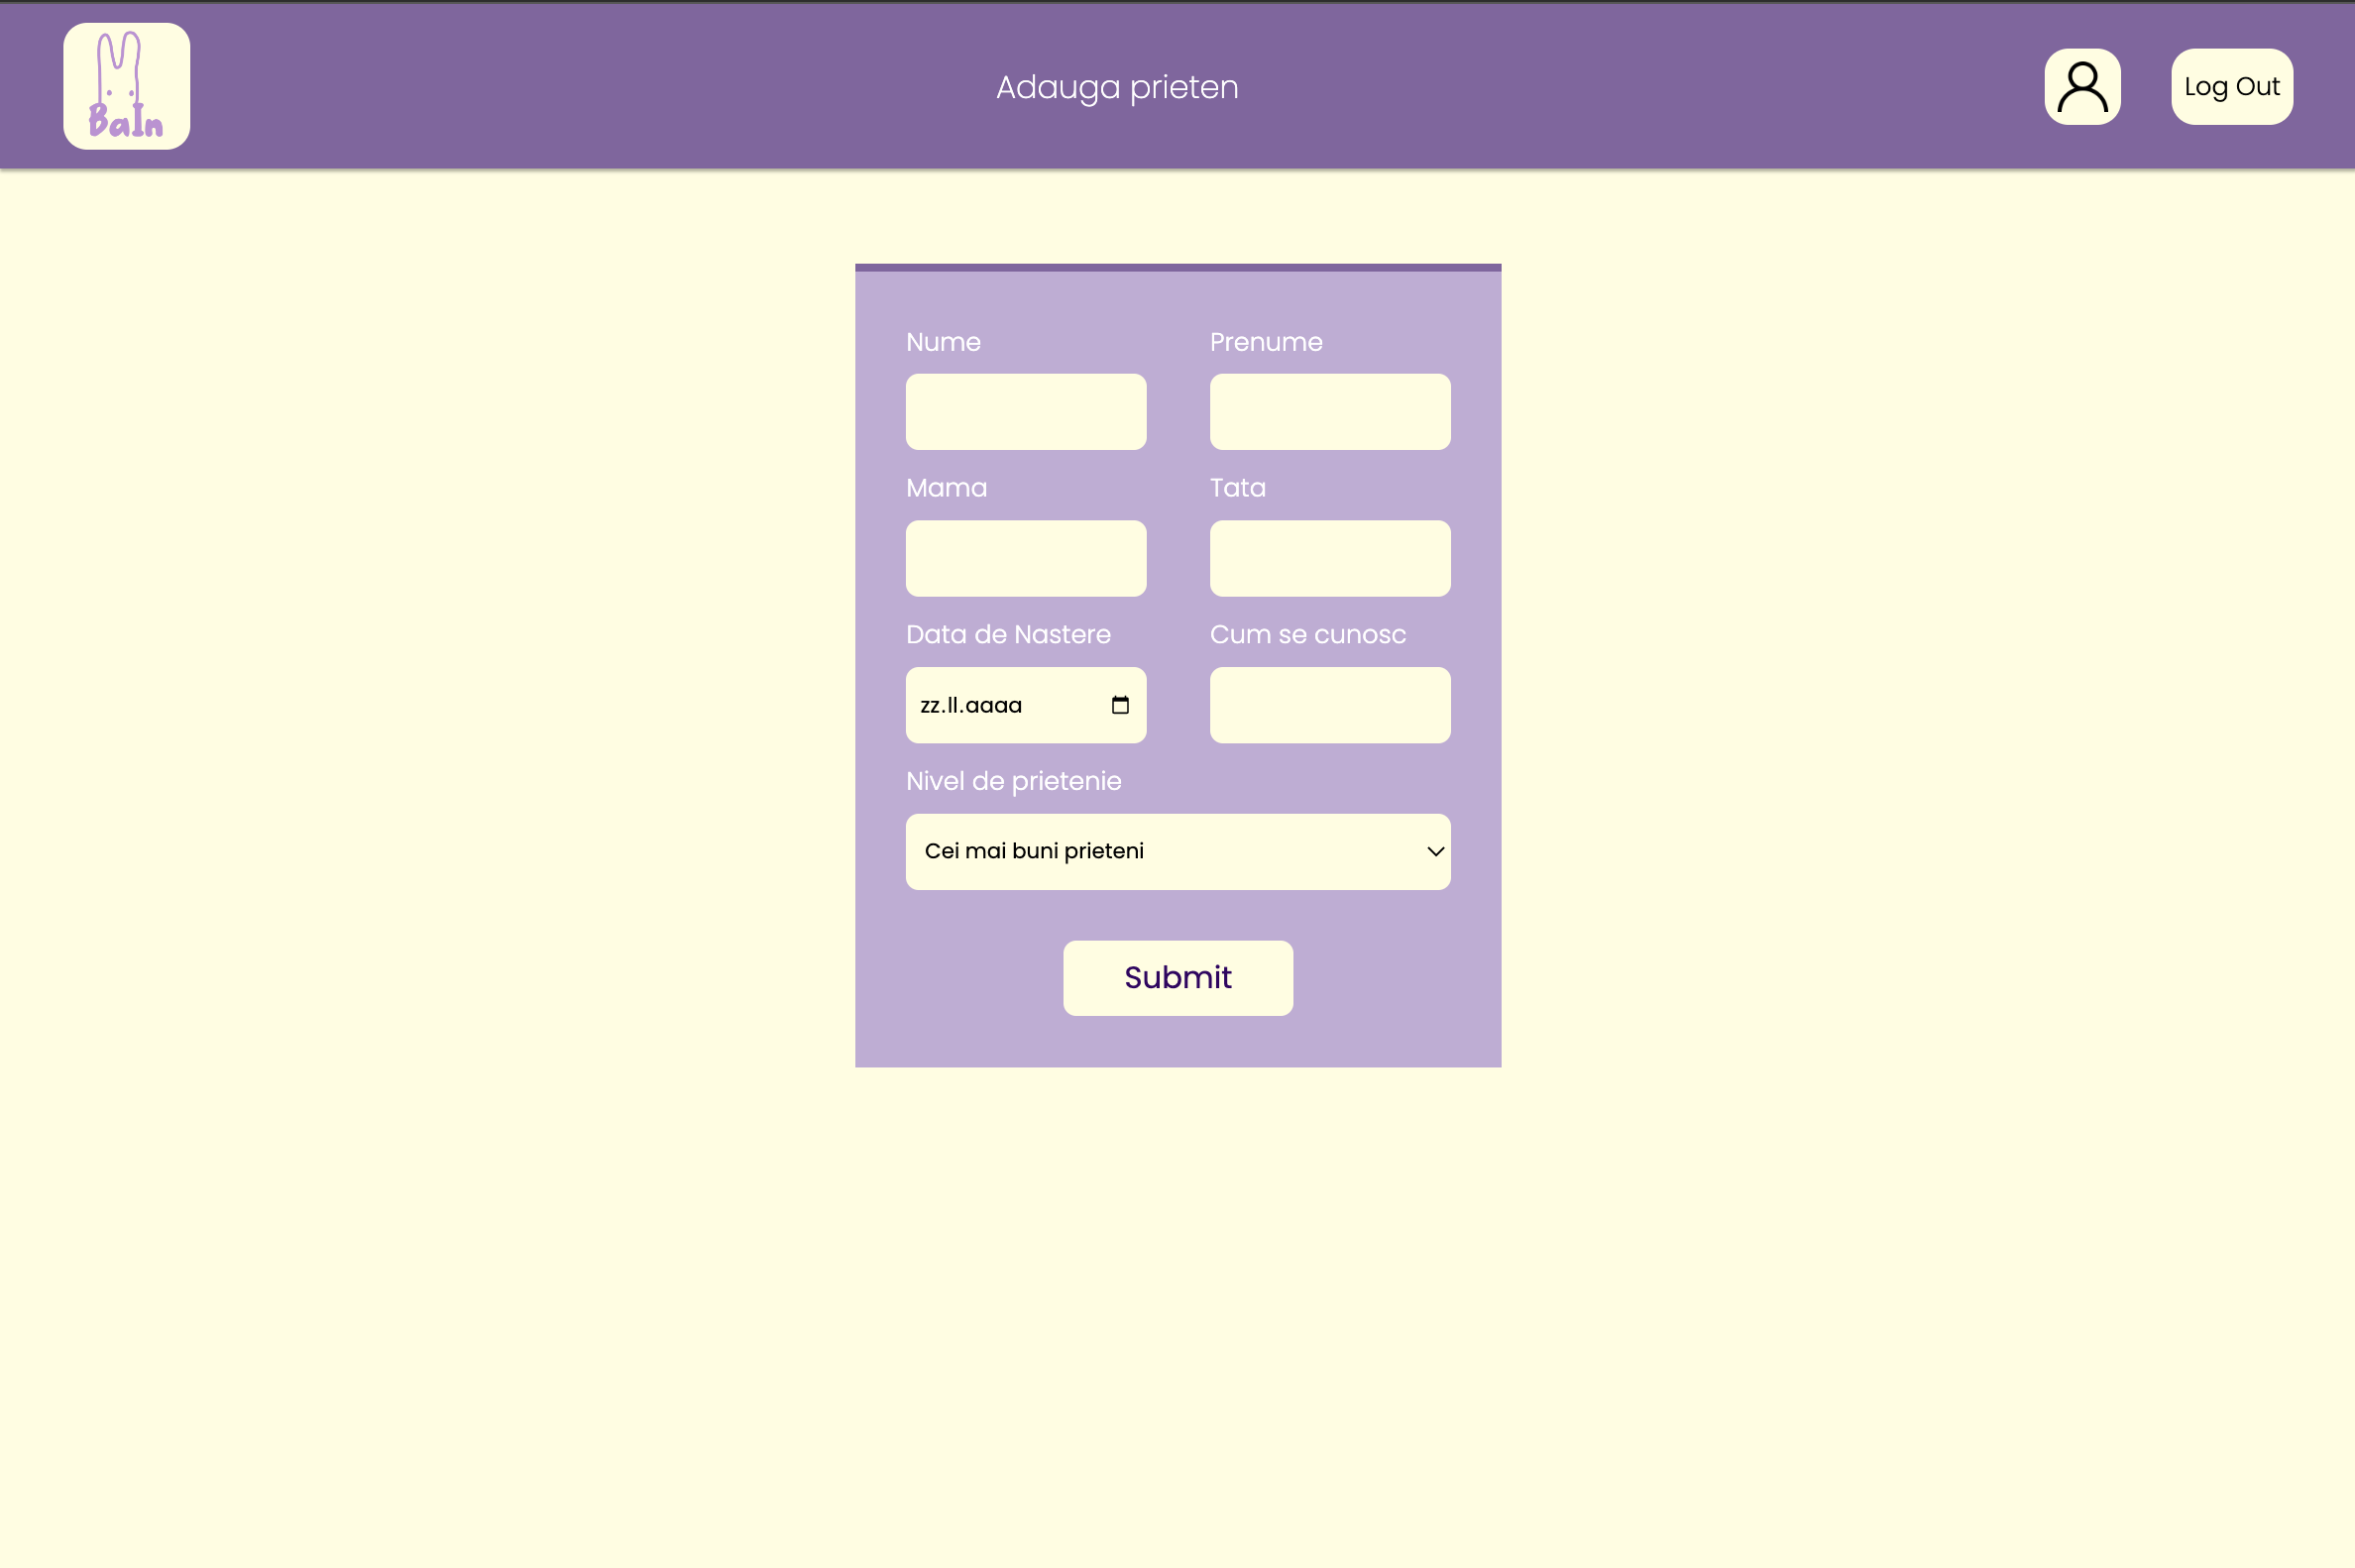 BaIn
Adauga prieten
Log Out
Nume
Prenume
Mama
Tata
Data de Nastere
Cum se cunosc
zz.ll.aaaa
Nivel de prietenie
Cei mai buni prieteni
Submit